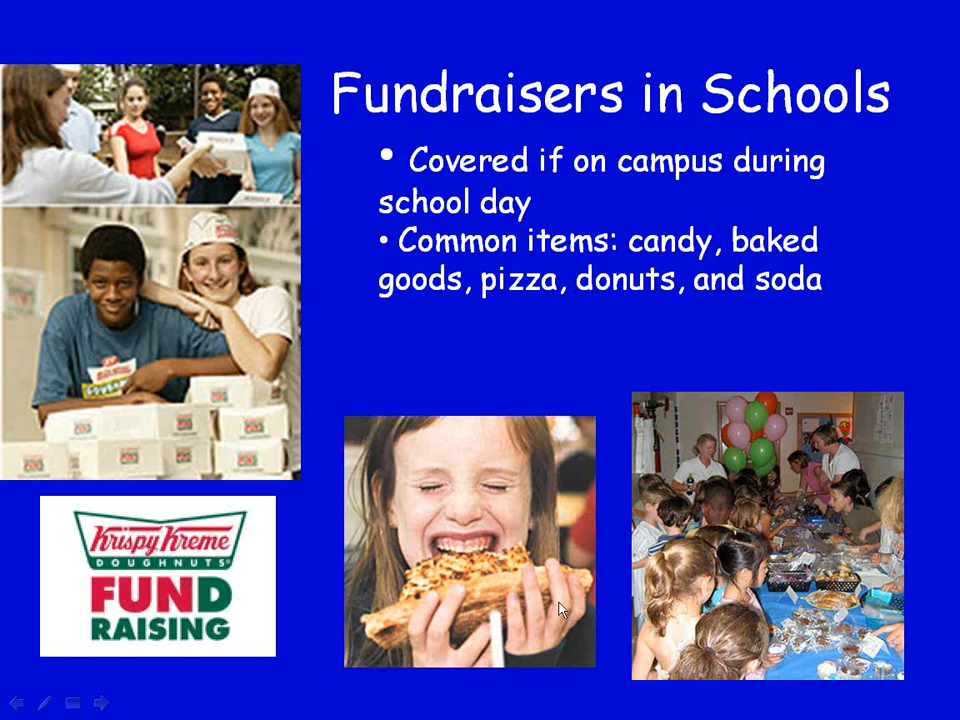 Fundraisers in Schools
• Covered if on campus during
school day
• Common items: candy, baked
goods, pizza, donuts, and soda
Krispy Kreme
DOUGHNUTS
FUND
RAISING